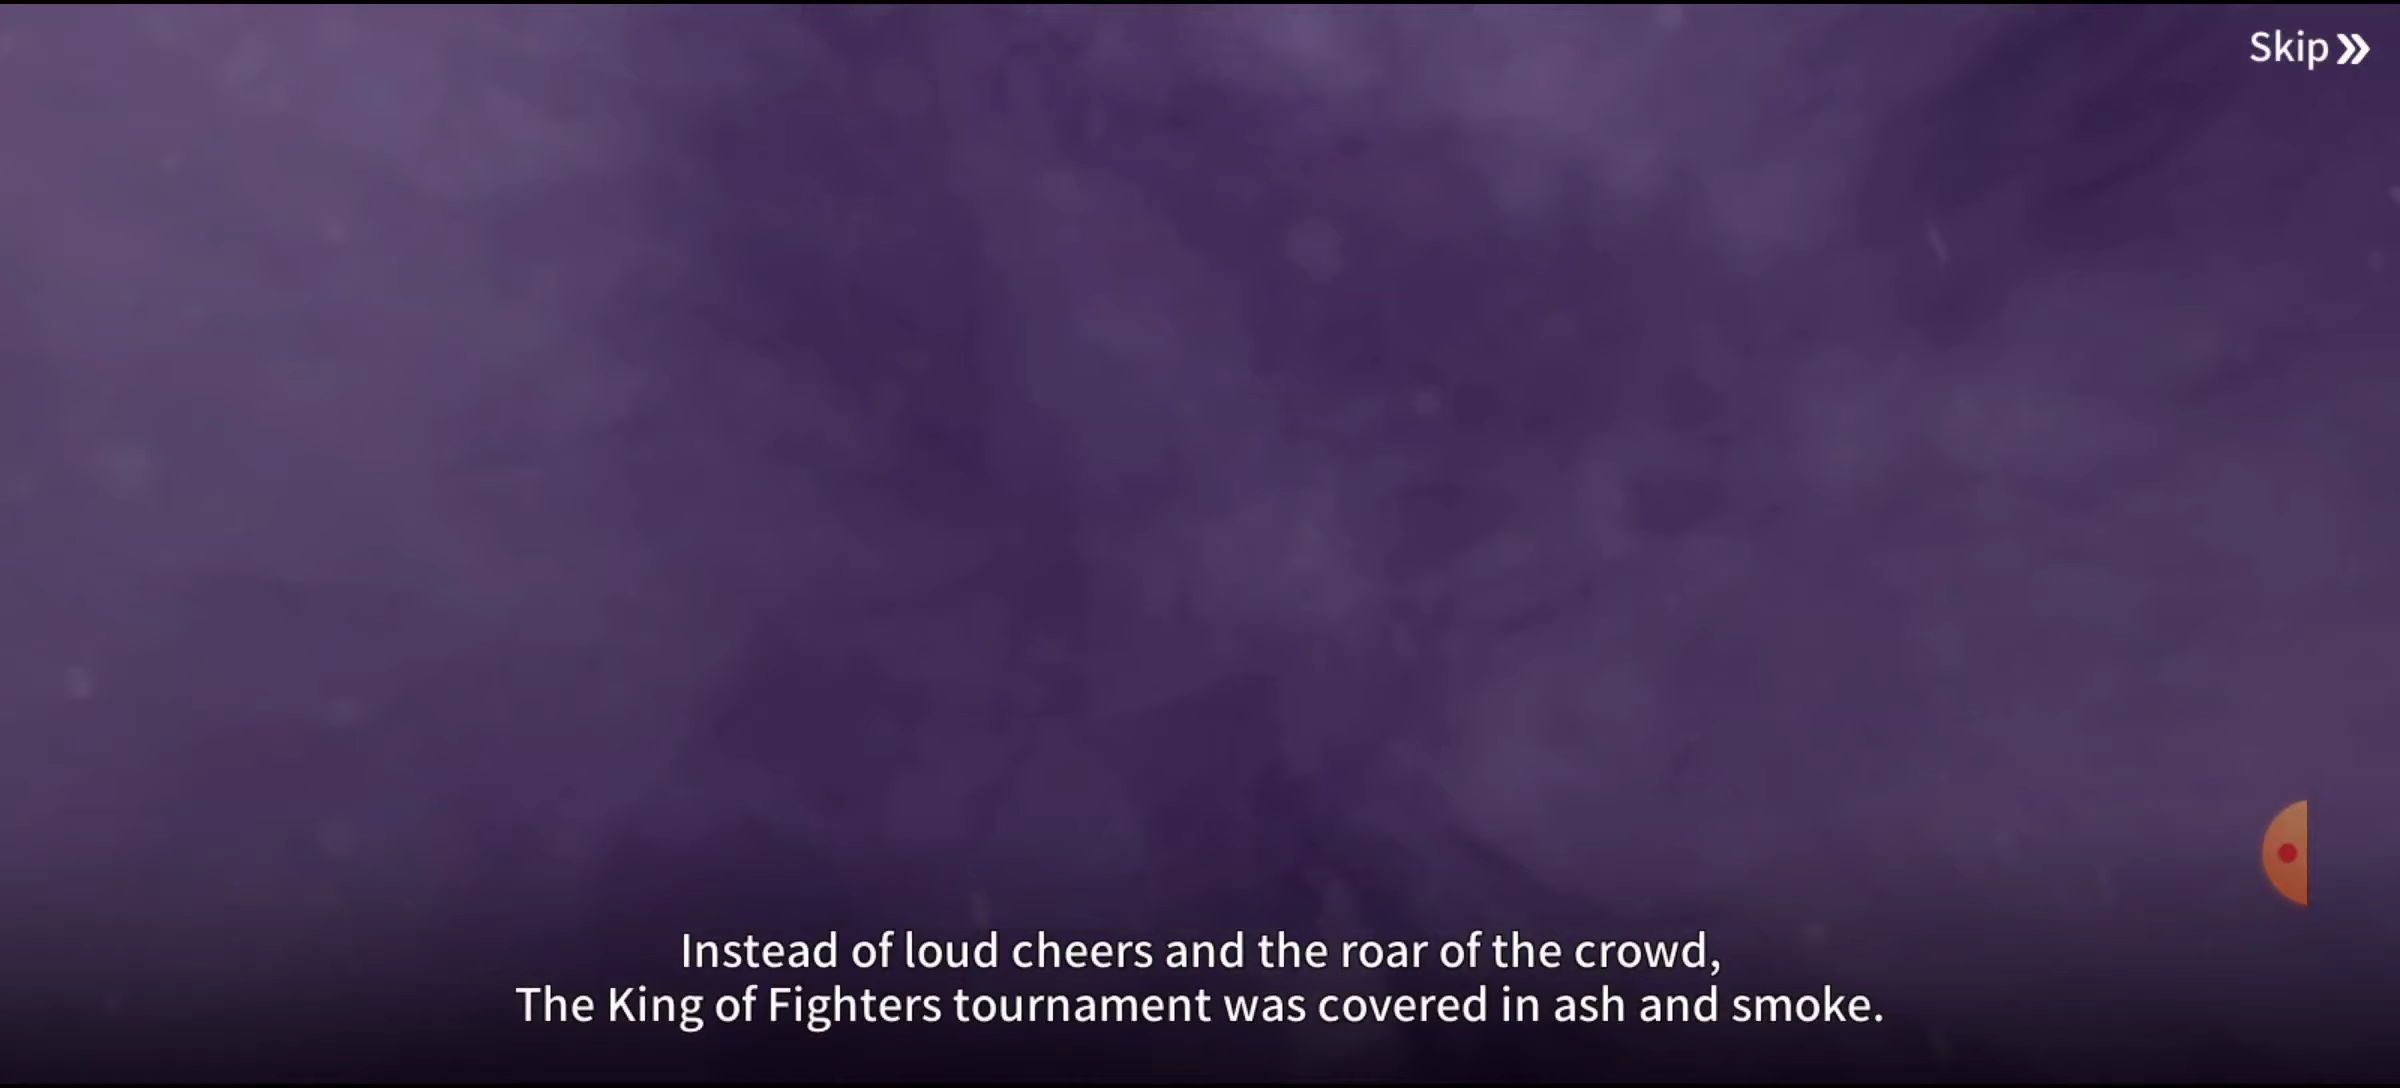 Skip
Instead of loud cheers and the roar of the crowd,
The King of Fighters tournament was covered in ash and smoke.